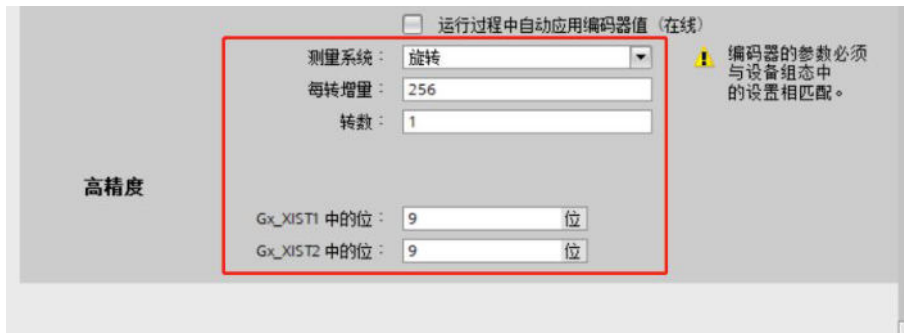 运行过程中自动应用编码器值（在线）
测量系统： 旋转
编码器的参数必须
与设备组态中
的设置相匹配。
每转增量： 256
转数： 1
高精度
Gx_XIST1 中的位： 9 位
Gx_XIST2 中的位： 9 位